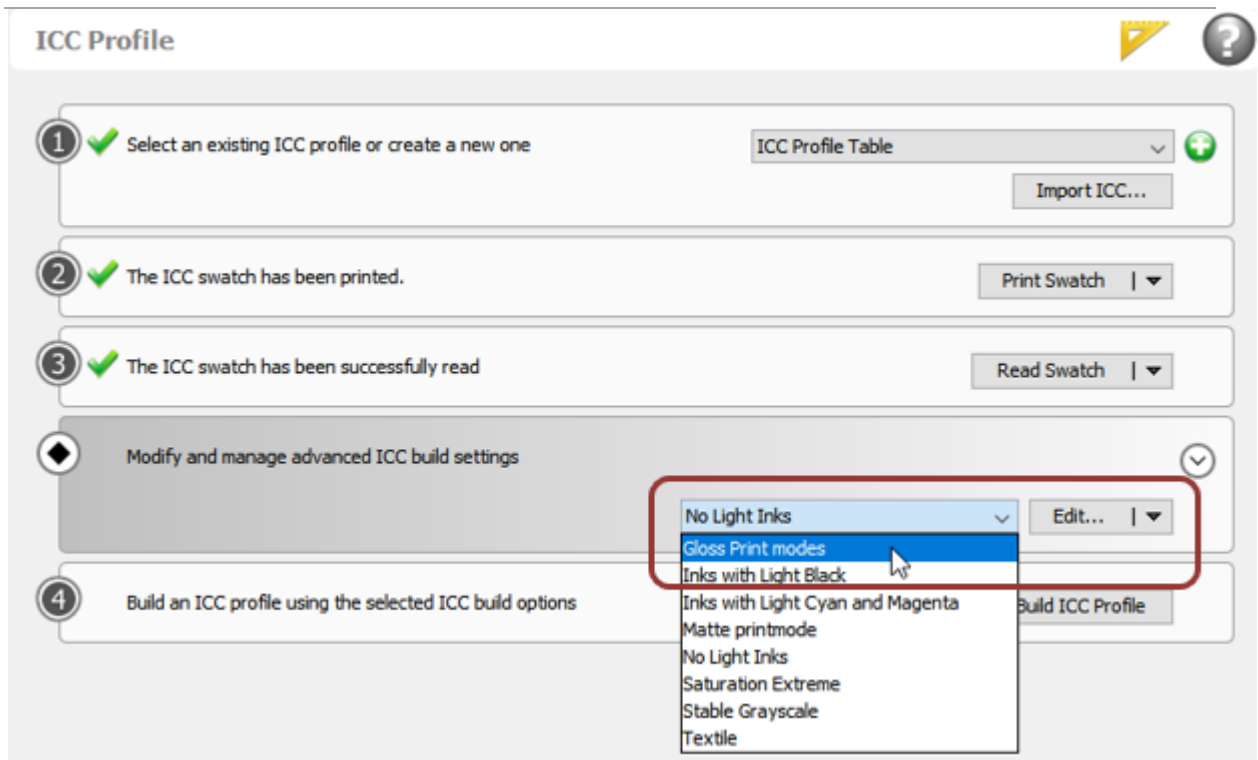 ICC Profile
?
1 Select an existing ICC profile or create a new one ICC Profile Table
Import ICC...
2 The ICC swatch has been printed. Print Swatch
3 The ICC swatch has been successfully read Read Swatch
Modify and manage advanced ICC build settings
No Light Inks Edit...
Gloss Print modes
Inks with Light Black
4 Build an ICC profile using the selected ICC build options Inks with Light Cyan and Magenta Build ICC Profile
Matte printmode
No Light Inks
Saturation Extreme
Stable Grayscale
Textile